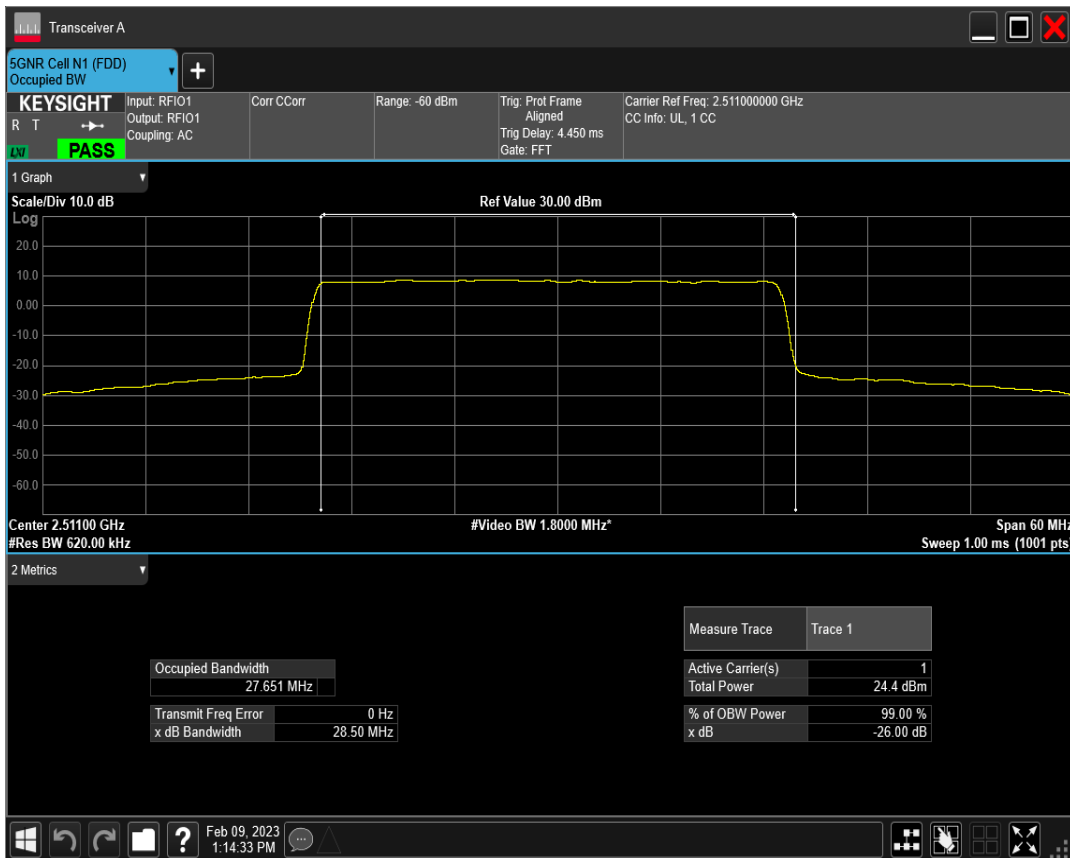 Transceiver A
5GNR Cell N1 (FDD)
Occupied BW
+
KEYSIGHT
R T
LXI
PASS
Input: RFIO1
Output: RFIO1
Coupling: AC
Corr CCorr
Range: -60 dBm
Trig: Prot Frame
Aligned
Trig Delay: 4.450 ms
Gate: FFT
Carrier Ref Freq: 2.511000000 GHz
CC Info: UL, 1 CC
1 Graph
Scale/Div 10.0 dB
Ref Value 30.00 dBm
Log
20.0
10.0
0.00
-10.0
-20.0
-30.0
-40.0
-50.0
-60.0
Center 2.51100 GHz
#Video BW 1.8000 MHz*
Span 60 MHz
#Res BW 620.00 kHz
Sweep 1.00 ms (1001 pts)
2 Metrics
Measure Trace Trace 1
Occupied Bandwidth
27.651 MHz
Active Carrier(s) 1
Total Power 24.4 dBm
Transmit Freq Error 0 Hz
x dB Bandwidth 28.50 MHz
% of OBW Power 99.00 %
x dB -26.00 dB
?
Feb 09, 2023
1:14:33 PM